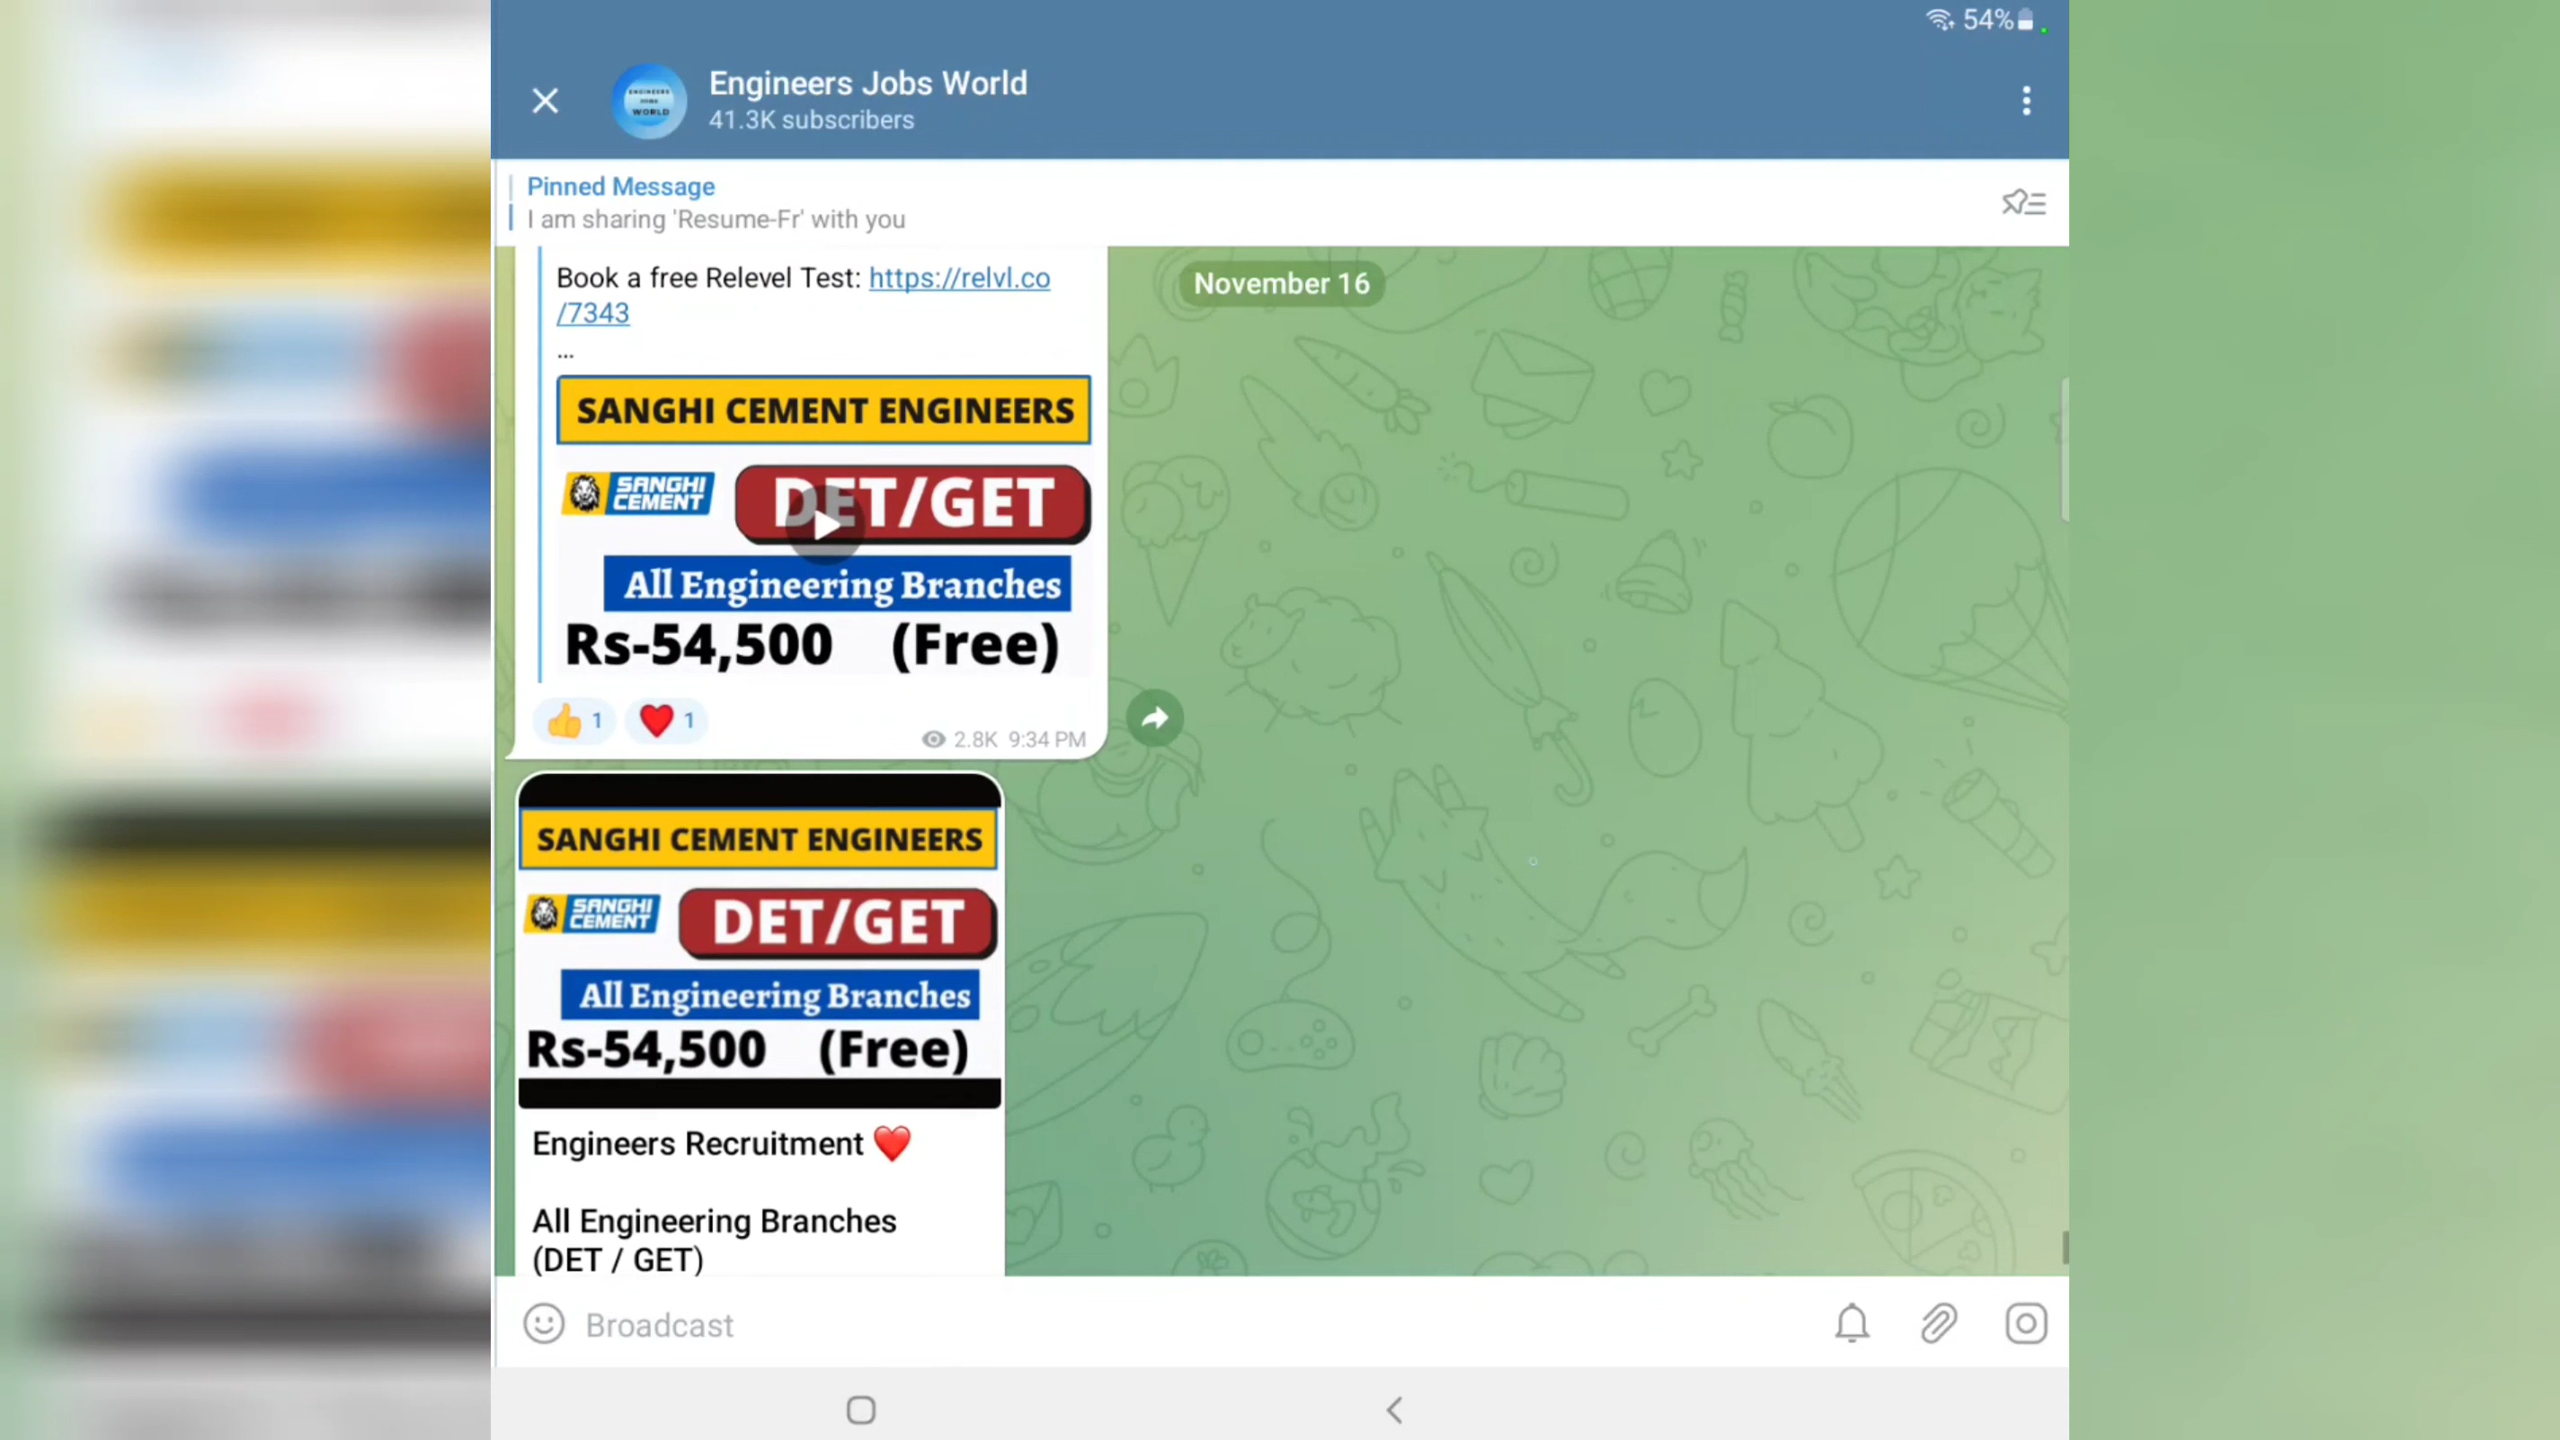 54%
Engineers Jobs World
41.3K subscribers
ENGINEERS
JOBS
WORLD
Pinned Message
I am sharing 'Resume-Fr' with you
November 16
Book a free Relevel Test: https://relvl.co
/7343
...
SANGHI CEMENT ENGINEERS
SANGHI
CEMENT
DET/GET
All Engineering Branches
Rs-54,500 (Free)
1 1
2.8K 9:34 PM
SANGHI CEMENT ENGINEERS
SANGHI
CEMENT
DET/GET
All Engineering Branches
Rs-54,500 (Free)
Engineers Recruitment ❤️
All Engineering Branches
(DET / GET)
Broadcast